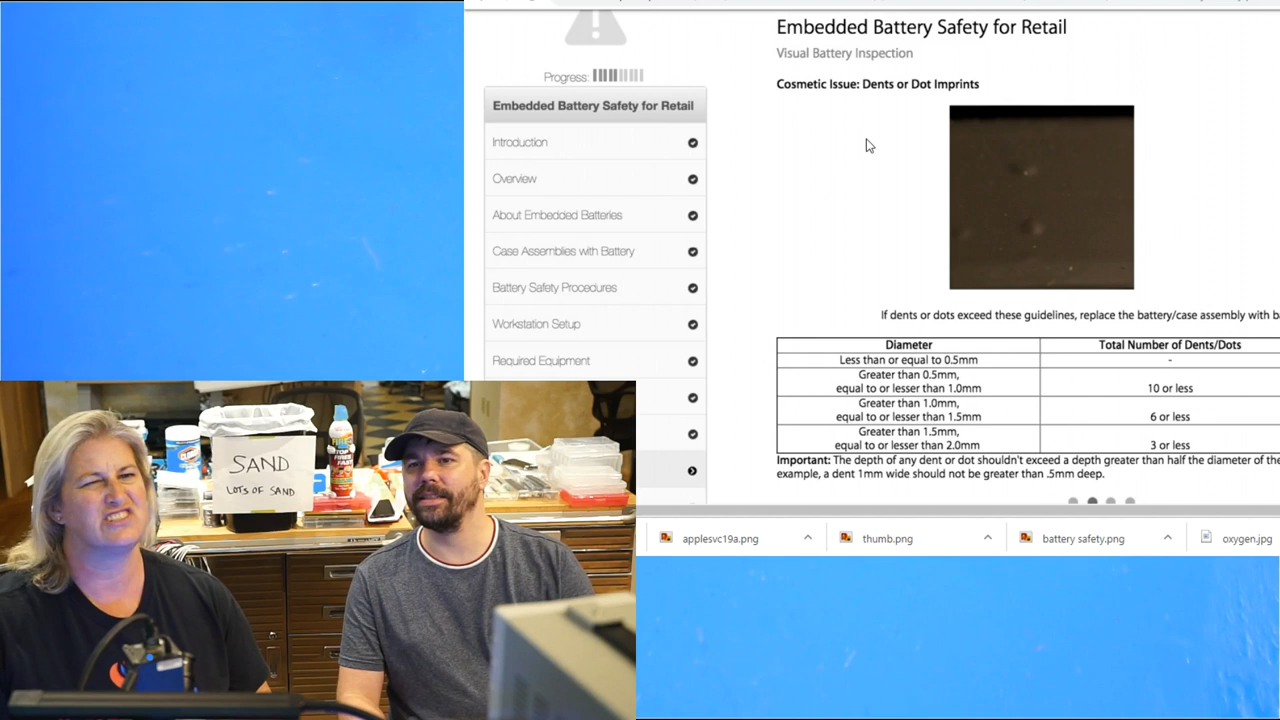 Embedded Battery Safety for Retail
Visual Battery Inspection
Cosmetic Issue: Dents or Dot Imprints
Progress:
Embedded Battery Safety for Retail
Introduction
Overview
About Embedded Batteries
Case Assemblies with Battery
Battery Safety Procedures
Workstation Setup
Required Equipment
If dents or dots exceed these guidelines, replace the battery/case assembly with
Diameter Total Number of Dents/Dots
Less than or equal to 0.5mm -
Greater than 0.5mm,
equal to or lesser than 1.0mm 10 or less
Greater than 1.0mm,
equal to or lesser than 1.5mm 6 or less
Greater than 1.5mm,
equal to or lesser than 2.0mm 3 or less
Important: The depth of any dent or dot shouldn't exceed a depth greater than half the diameter of the
example, a dent 1mm wide should not be greater than .5mm deep.
applesvc19a.png
thumb.png
battery safety.png
oxygen.jpg
SAND
LOTS OF SAND
CLOROX
STOP
FIRES
FAST